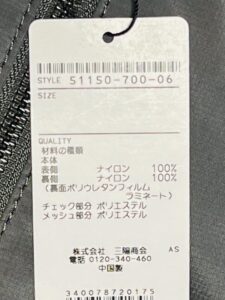 STYLE 51150-700-06
SIZE
QUALITY
材料の種類
本体
表側 ナイロン 100%
裏側 ナイロン 100%
(裏面ポリウレタンフィルム
ラミネート)
チェック部分 ポリエステル
メッシュ部分 ポリエステル
株式会社 三陽商会 AS
電話 0120-340-460
中国製
340078720175